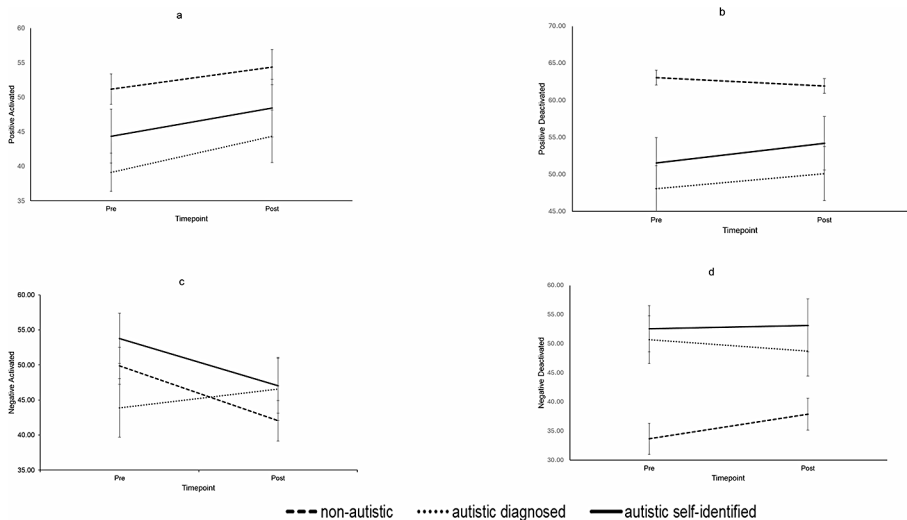 a
60
55
50
45
40
35
Positive Activated
Pre
Post
Timepoint
b
70.00
65.00
60.00
55.00
50.00
45.00
Positive Deactivated
Pre
Post
Timepoint
c
60.00
55.00
50.00
45.00
40.00
35.00
Negative Activated
Pre
Post
Timepoint
d
60.00
55.00
50.00
45.00
40.00
35.00
30.00
Negative Deactivated
Pre
Post
Timepoint
non-autistic autistic diagnosed autistic self-identified